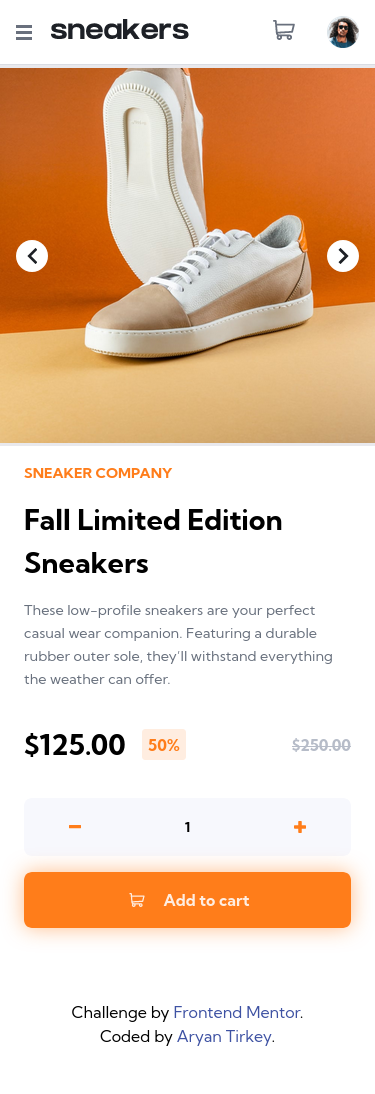 sneakers
SNEAKER COMPANY
Fall Limited Edition
Sneakers
These low-profile sneakers are your perfect
casual wear companion. Featuring a durable
rubber outer sole, they'll withstand everything
the weather can offer.
$125.00 50% $250.00
− 1 +
Add to cart
Challenge by Frontend Mentor.
Coded by Aryan Tirkey.